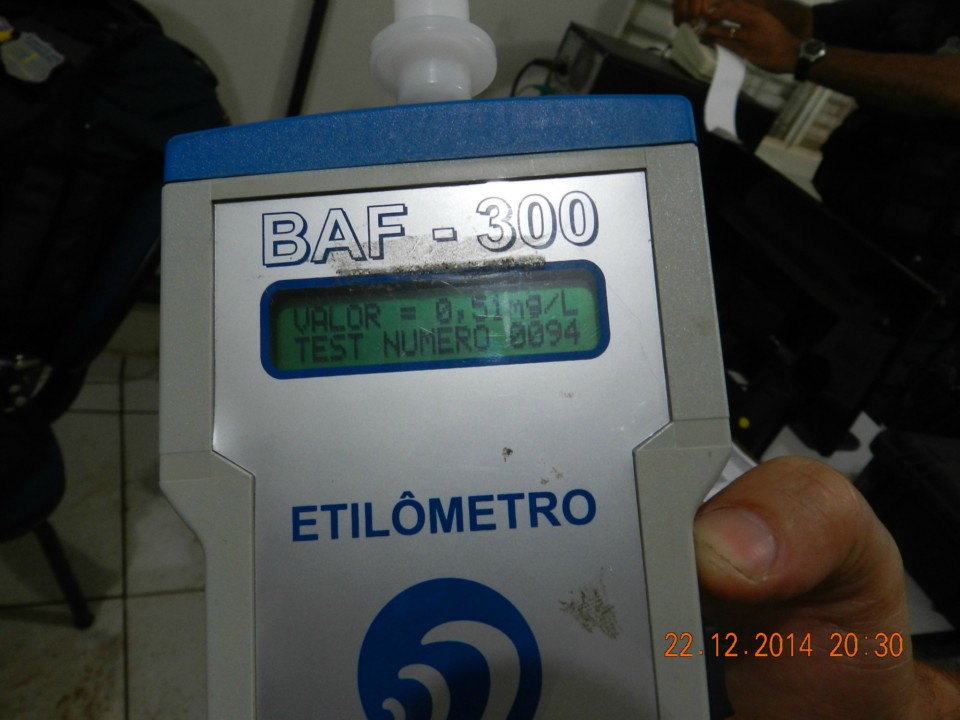 BAF - 300
VALOR = 0,51mg/L
TEST NUMERO 0094
ETILÔMETRO
22.12.2014 20:30